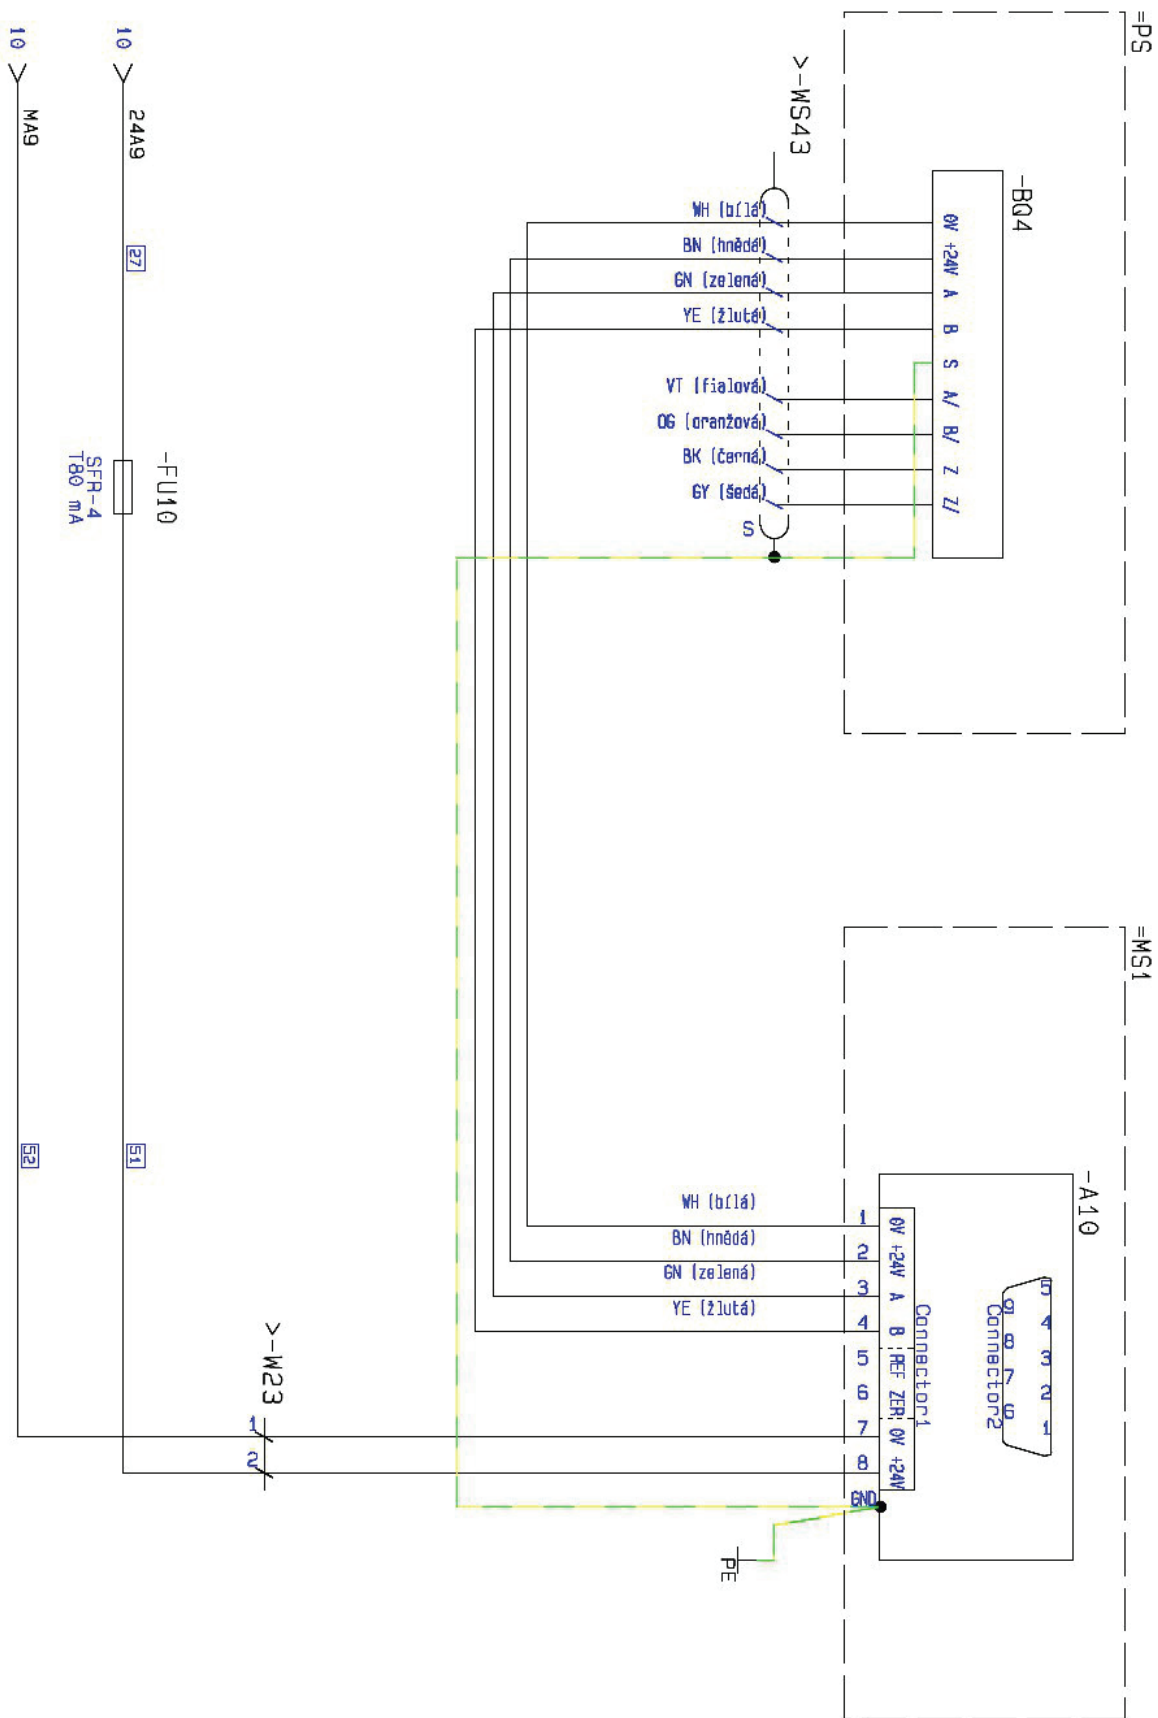 =PS
>-WS43
-BQ4
0V
+24V
A
B
S
A/
B/
Z
Z/
WH (bílá)
BN (hnědá)
GN (zelená)
YE (žlutá)
VT (fialová)
OG (oranžová)
BK (černá)
GY (šedá)
S
10
MA9
10
24A9
27
-FU10
SFR-4
T80 mA
52
51
>-W23
1
2
=MS1
-A10
WH (bílá)
BN (hnědá)
GN (zelená)
YE (žlutá)
1 0V
2 +24V
3 A
4 B
5 REF
6 ZER
7 0V
8 +24V
GND
Connector1
Connector2
5
9
4
8
3
7
2
6
1
PE